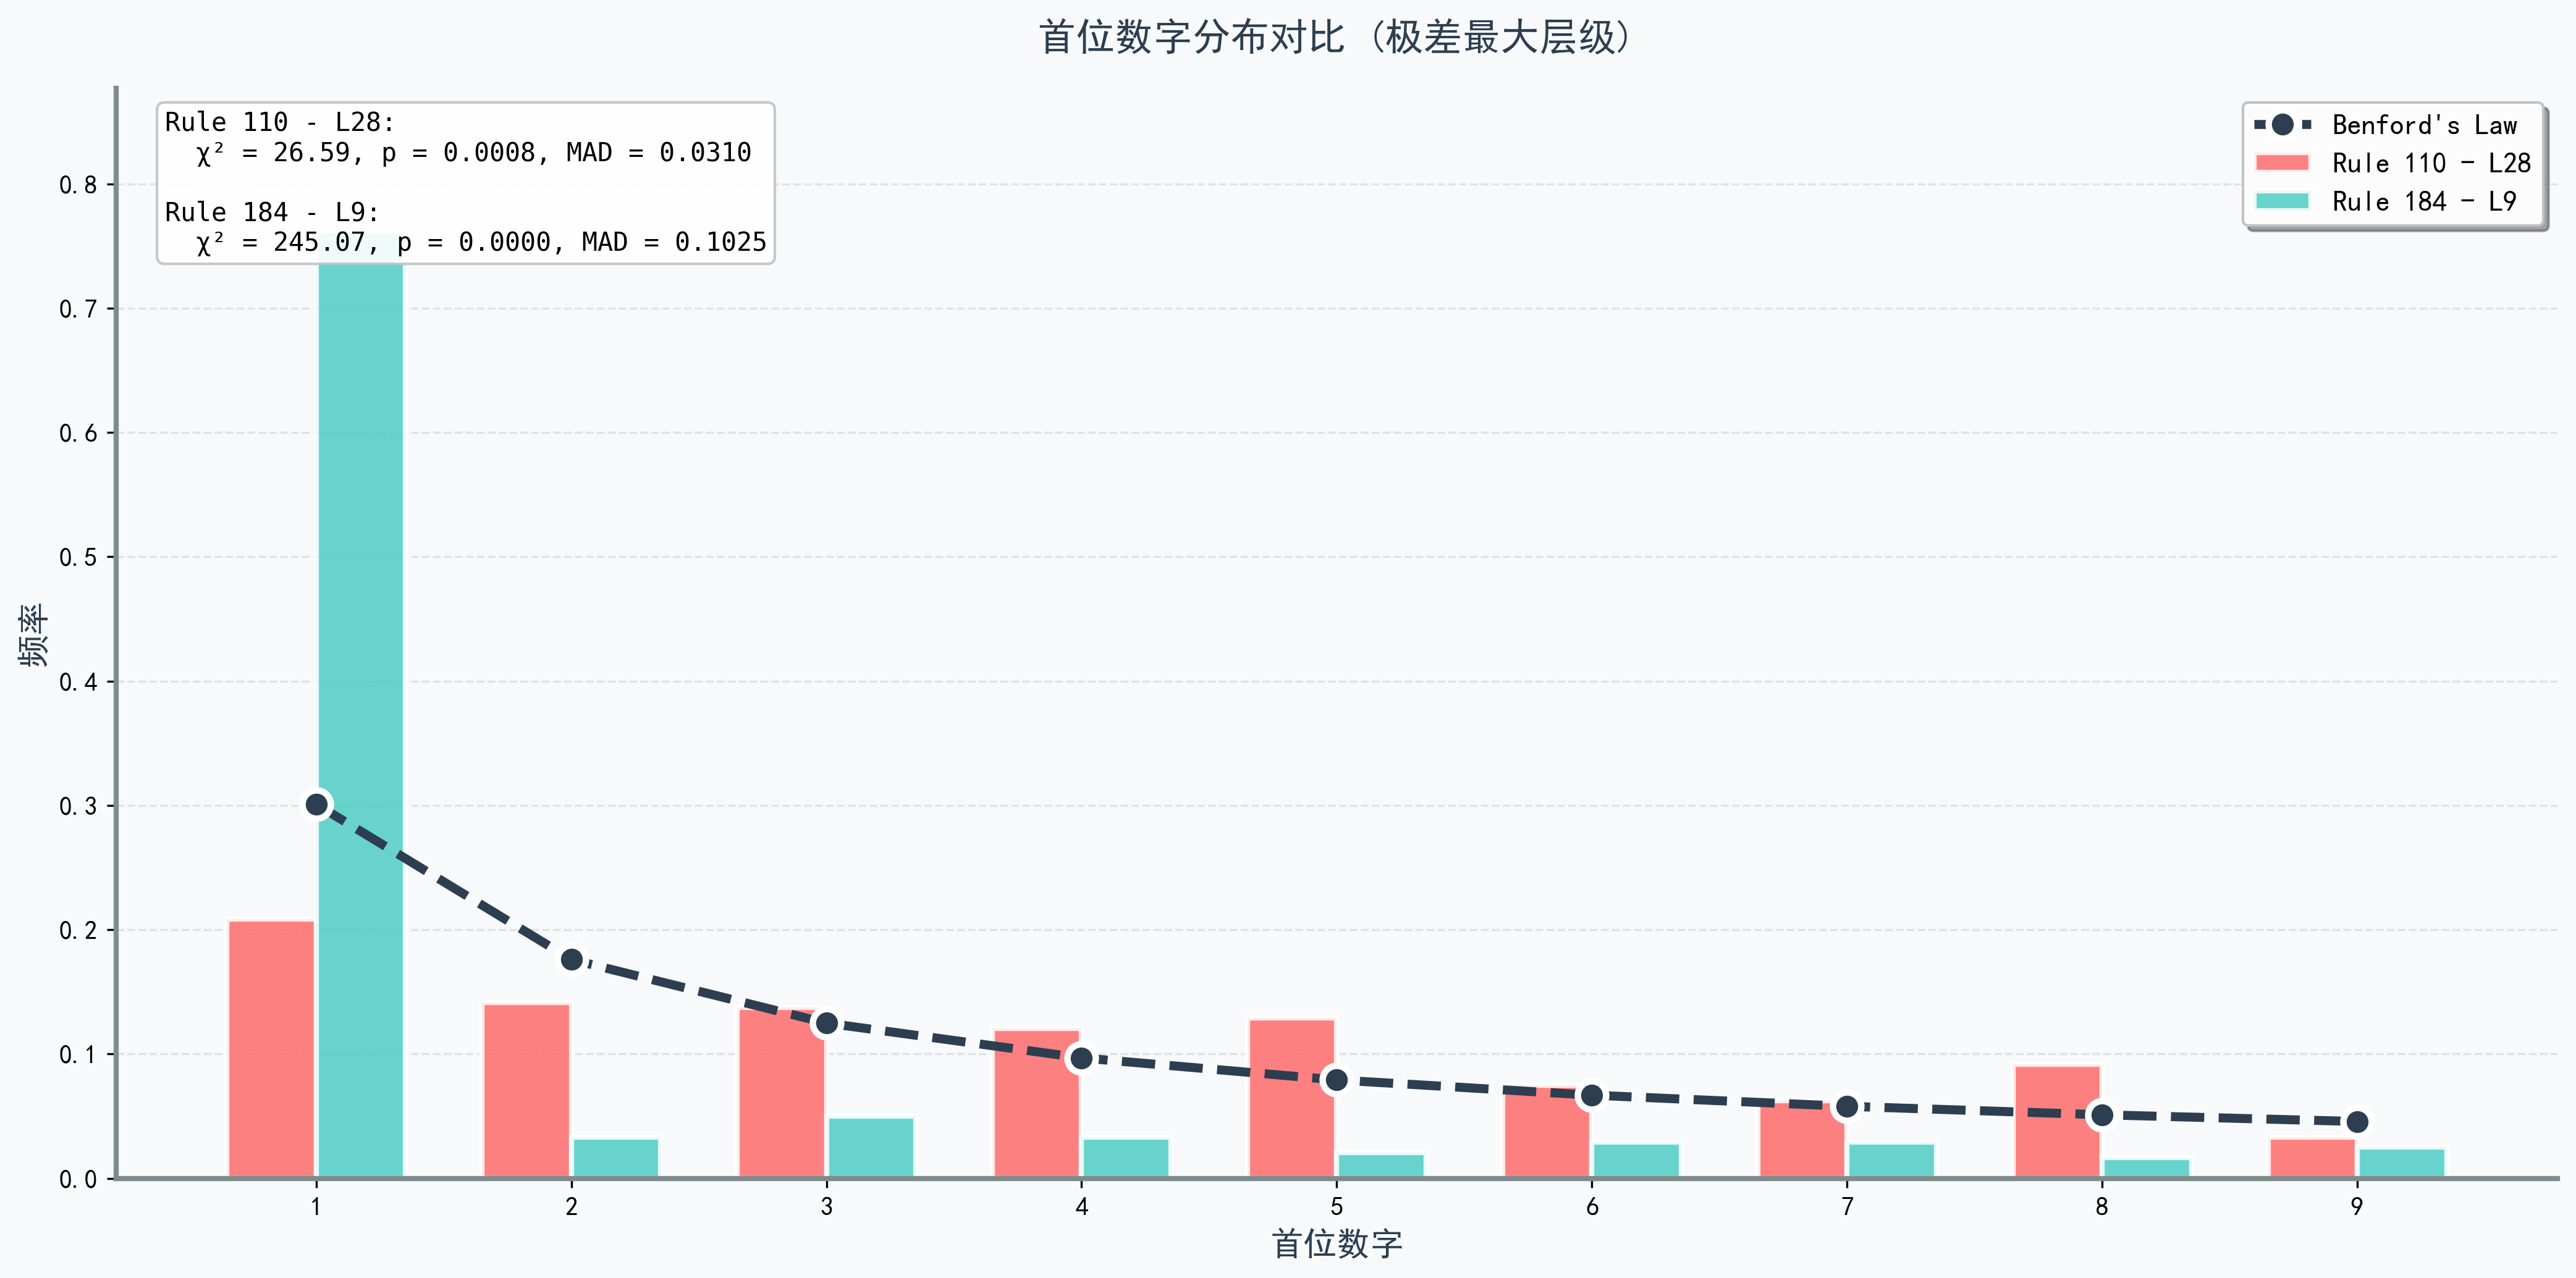 首位数字分布对比 (极差最大层级)
Rule 110 - L28:
χ² = 26.59, p = 0.0008, MAD = 0.0310
Rule 184 - L9:
χ² = 245.07, p = 0.0000, MAD = 0.1025
Benford's Law
Rule 110 - L28
Rule 184 - L9
频率
0.8
0.7
0.6
0.5
0.4
0.3
0.2
0.1
0.0
1 2 3 4 5 6 7 8 9
首位数字